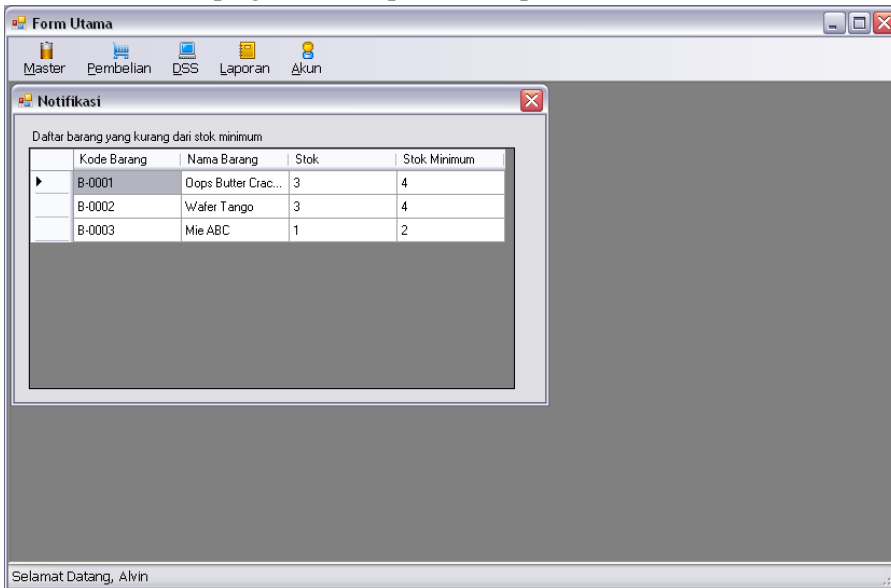 Form Utama
Master Pembelian DSS Laporan Akun
Notifikasi
Daftar barang yang kurang dari stok minimum
Kode Barang Nama Barang Stok Stok Minimum
B-0001 Oops Butter Crac... 3 4
B-0002 Wafer Tango 3 4
B-0003 Mie ABC 1 2
Selamat Datang, Alvin